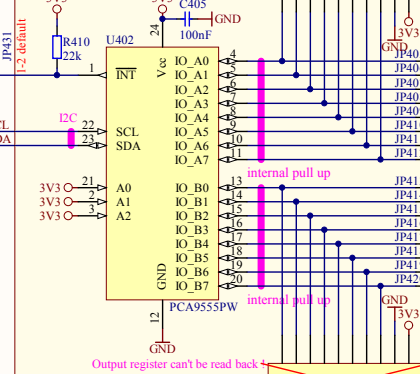 3V3
C405
GND
100nF
24
JP431
1-2 default
R410
22k
U402
3V3
GND
1
INT
Vcc
IO_A0 4
IO_A1 5
IO_A2 6
IO_A3 7
IO_A4 8
IO_A5 9
IO_A6 10
IO_A7 11
JP40
JP40
JP40
JP40
JP40
JP41
JP41
JP41
I2C
CL 22 SCL
DA 23 SDA
internal pull up
3V3 21 A0
3V3 2 A1
3V3 3 A2
IO_B0 13 JP41
IO_B1 14 JP41
IO_B2 15 JP41
IO_B3 16 JP41
IO_B4 17 JP41
IO_B5 18 JP41
IO_B6 19 JP41
IO_B7 20 JP42
GND
internal pull up
PCA9555PW
12
GND
GND
3V3
Output register can't be read back